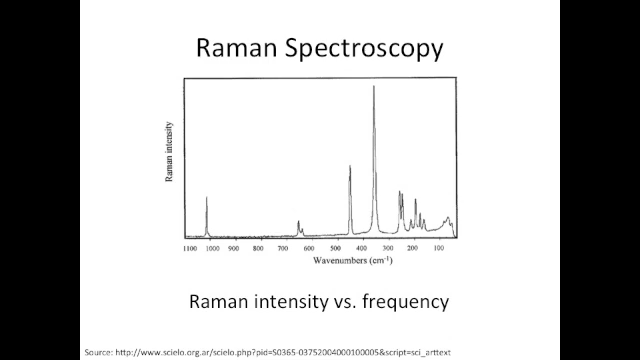 Raman Spectroscopy
Raman intensity
1100 1000 900 800 700 600 500 400 300 200 100
Wavenumbers (cm-1)
Raman intensity vs. frequency
Source: http://www.scielo.org.ar/scielo.php?pid=S0365-03752004000100005&script=sci_arttext